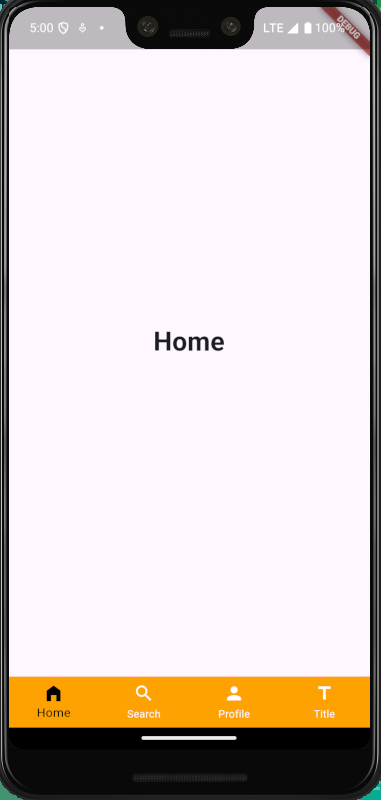 5:00
LTE 100%
DEBUG
Home
Home Search Profile Title